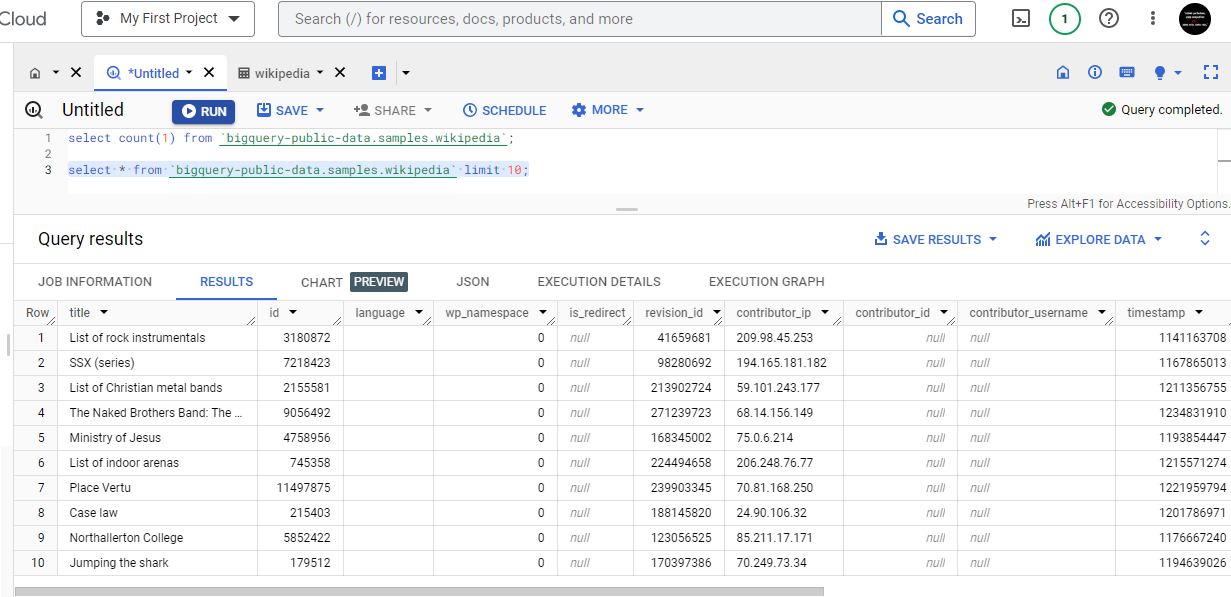 Cloud My First Project Search (/) for resources, docs, products, and more Search 1
*Untitled wikipedia
Untitled RUN SAVE SHARE SCHEDULE MORE Query completed.
1 select count(1) from `bigquery-public-data.samples.wikipedia`;
2
3 select * from `bigquery-public-data.samples.wikipedia` limit 10;
Press Alt+F1 for Accessibility Options.
Query results SAVE RESULTS EXPLORE DATA
JOB INFORMATION RESULTS CHART PREVIEW JSON EXECUTION DETAILS EXECUTION GRAPH
Row title id language wp_namespace is_redirect revision_id contributor_ip contributor_id contributor_username timestamp
1 List of rock instrumentals 3180872 0 null 41659681 209.98.45.253 null null 1141163708
2 SSX (series) 7218423 0 null 98280692 194.165.181.182 null null 1167865013
3 List of Christian metal bands 2155581 0 null 213902724 59.101.243.177 null null 1211356755
4 The Naked Brothers Band: The ... 9056492 0 null 271239723 68.14.156.149 null null 1234831910
5 Ministry of Jesus 4758956 0 null 168345002 75.0.6.214 null null 1193854447
6 List of indoor arenas 745358 0 null 224494658 206.248.76.77 null null 1215571274
7 Place Vertu 11497875 0 null 239903345 70.81.168.250 null null 1221959794
8 Case law 215403 0 null 188145820 24.90.106.32 null null 1201786971
9 Northallerton College 5852422 0 null 123056525 85.211.17.171 null null 1176667240
10 Jumping the shark 179512 0 null 170397386 70.249.73.34 null null 1194639026